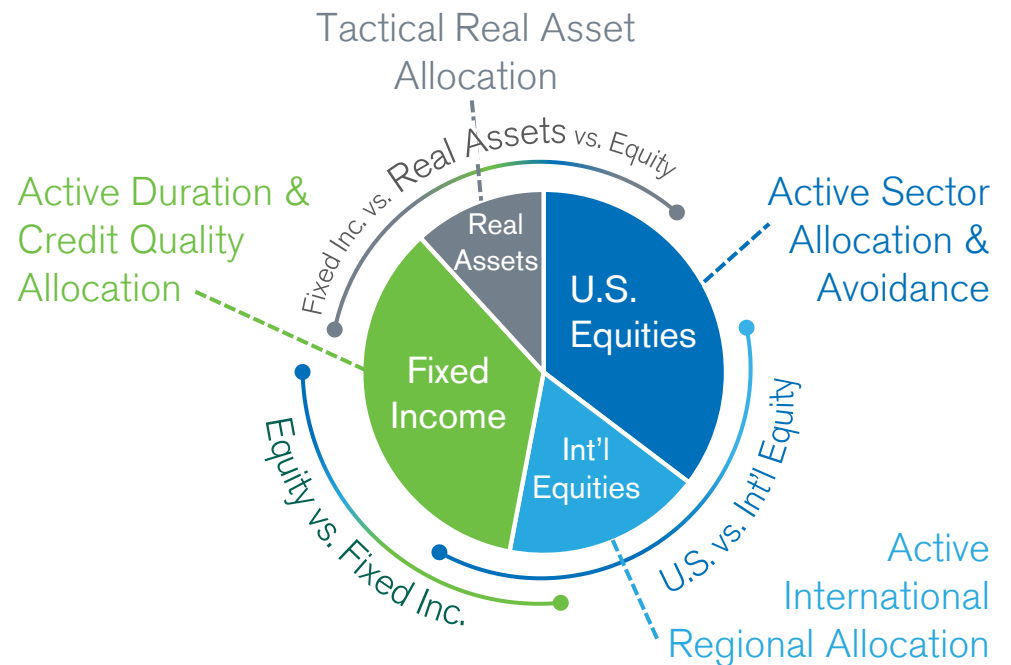 Tactical Real Asset
Allocation
Fixed Inc. vs. Real Assets vs. Equity
Active Duration &
Credit Quality
Allocation
Active Sector
Allocation &
Avoidance
Real
Assets
U.S.
Equities
Fixed
Income
Int'l
Equities
Equity vs. Fixed Inc.
U.S. vs. Int'l Equity
Active
International
Regional Allocation